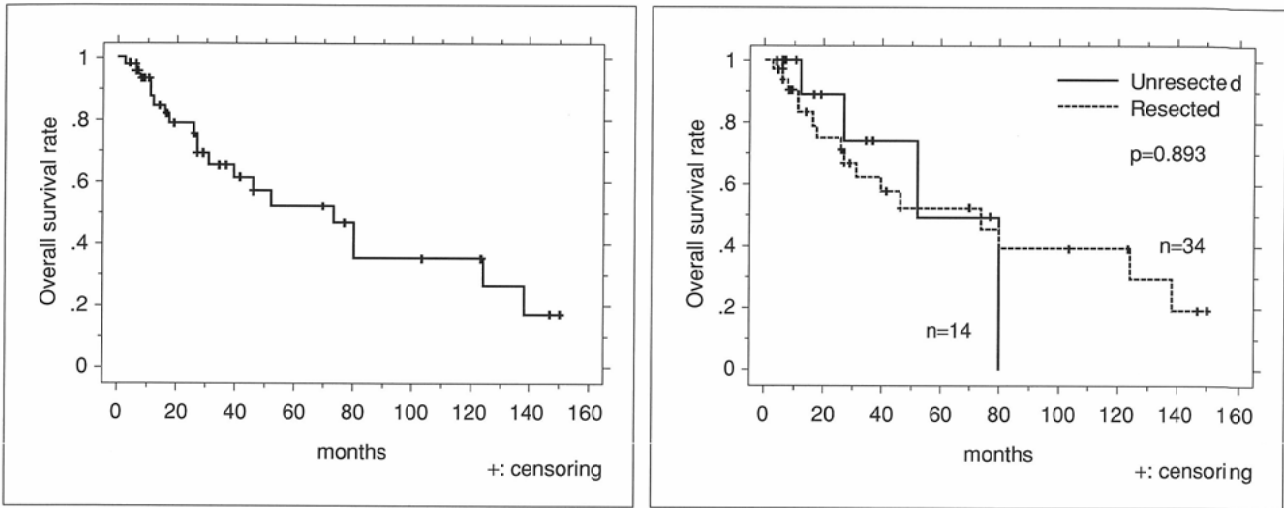 1
.8
.6
.4
.2
0
Overall survival rate
0 20 40 60 80 100 120 140 160
months
+: censoring
1
.8
.6
.4
.2
0
Overall survival rate
Unresected
Resected
p=0.893
n=34
n=14
0 20 40 60 80 100 120 140 160
months
+: censoring